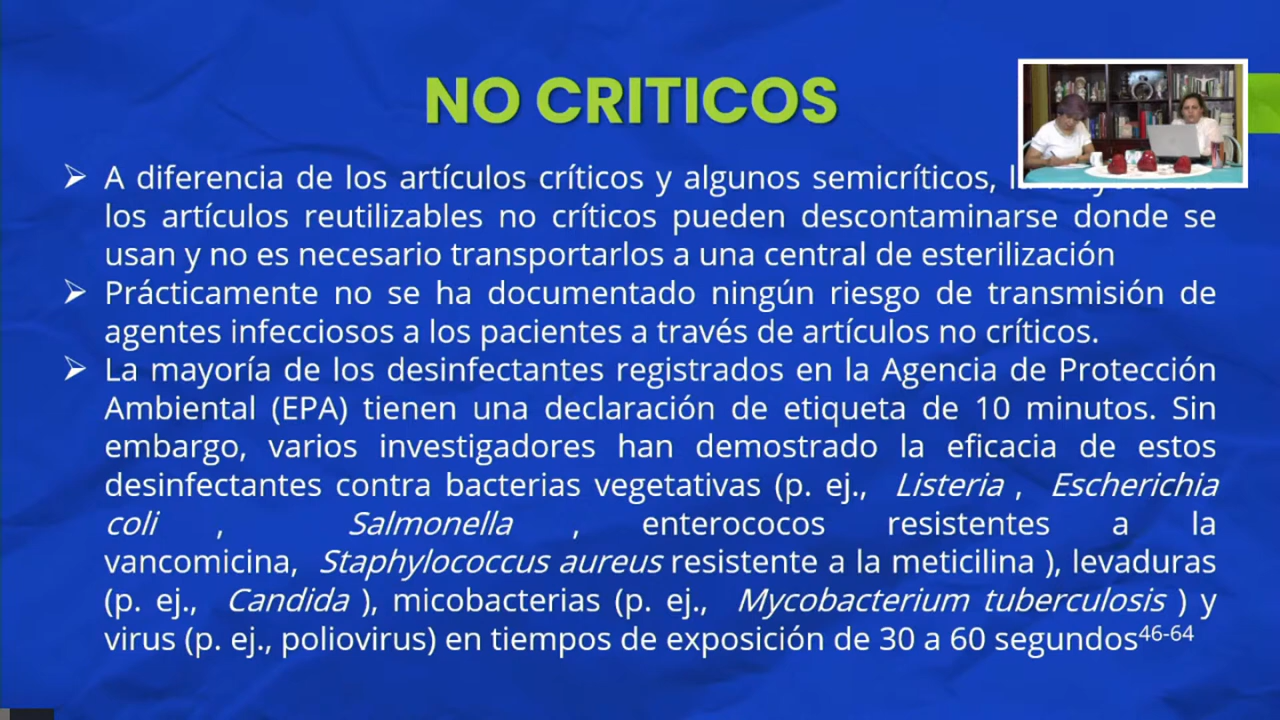 NO CRITICOS
➢ A diferencia de los artículos críticos y algunos semicríticos,
los artículos reutilizables no críticos pueden descontaminarse donde se
usan y no es necesario transportarlos a una central de esterilización
➢ Prácticamente no se ha documentado ningún riesgo de transmisión de
agentes infecciosos a los pacientes a través de artículos no críticos.
➢ La mayoría de los desinfectantes registrados en la Agencia de Protección
Ambiental (EPA) tienen una declaración de etiqueta de 10 minutos. Sin
embargo, varios investigadores han demostrado la eficacia de estos
desinfectantes contra bacterias vegetativas (p. ej., Listeria , Escherichia
coli , Salmonella , enterococos resistentes a la
vancomicina, Staphylococcus aureus resistente a la meticilina ), levaduras
(p. ej., Candida ), micobacterias (p. ej., Mycobacterium tuberculosis ) y
virus (p. ej., poliovirus) en tiempos de exposición de 30 a 60 segundos46-64